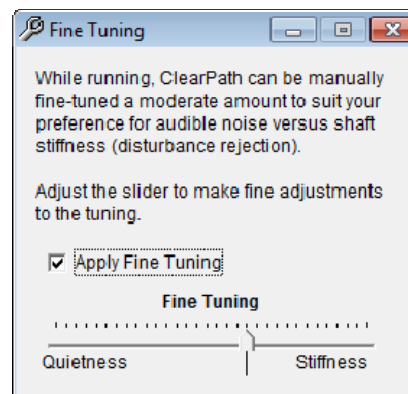 Fine Tuning
While running, ClearPath can be manually
fine-tuned a moderate amount to suit your
preference for audible noise versus shaft
stiffness (disturbance rejection).
Adjust the slider to make fine adjustments
to the tuning.
Apply Fine Tuning
Fine Tuning
Quietness Stiffness